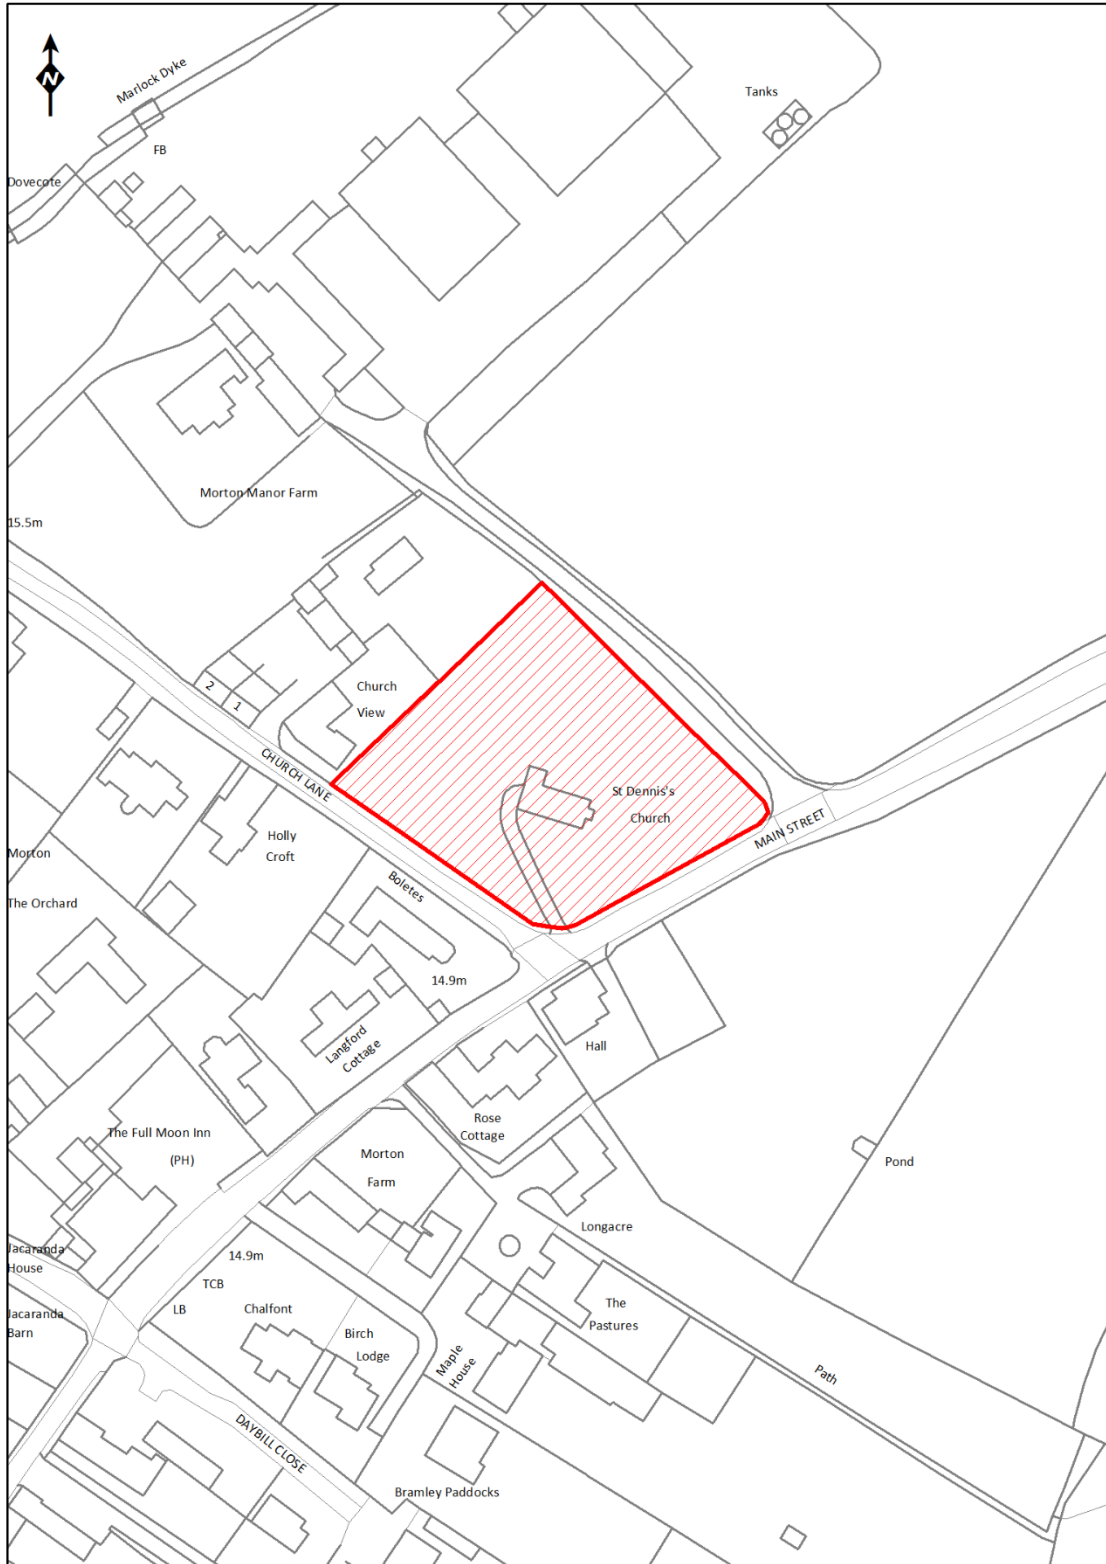 N
Marlock Dyke
Tanks
FB
Dovecote
Morton Manor Farm
15.5m
2
1
Church
View
CHURCH LANE
St Dennis's
Church
MAIN STREET
Holly
Croft
Morton
Boletes
The Orchard
14.9m
Langford
Cottage
Hall
Rose
Cottage
The Full Moon Inn
(PH)
Morton
Farm
Pond
Longacre
Jacaranda
House
14.9m
TCB
LB
Chalfont
Jacaranda
Barn
Birch
Lodge
The
Pastures
Maple
House
Path
DAYBILL CLOSE
Bramley Paddocks